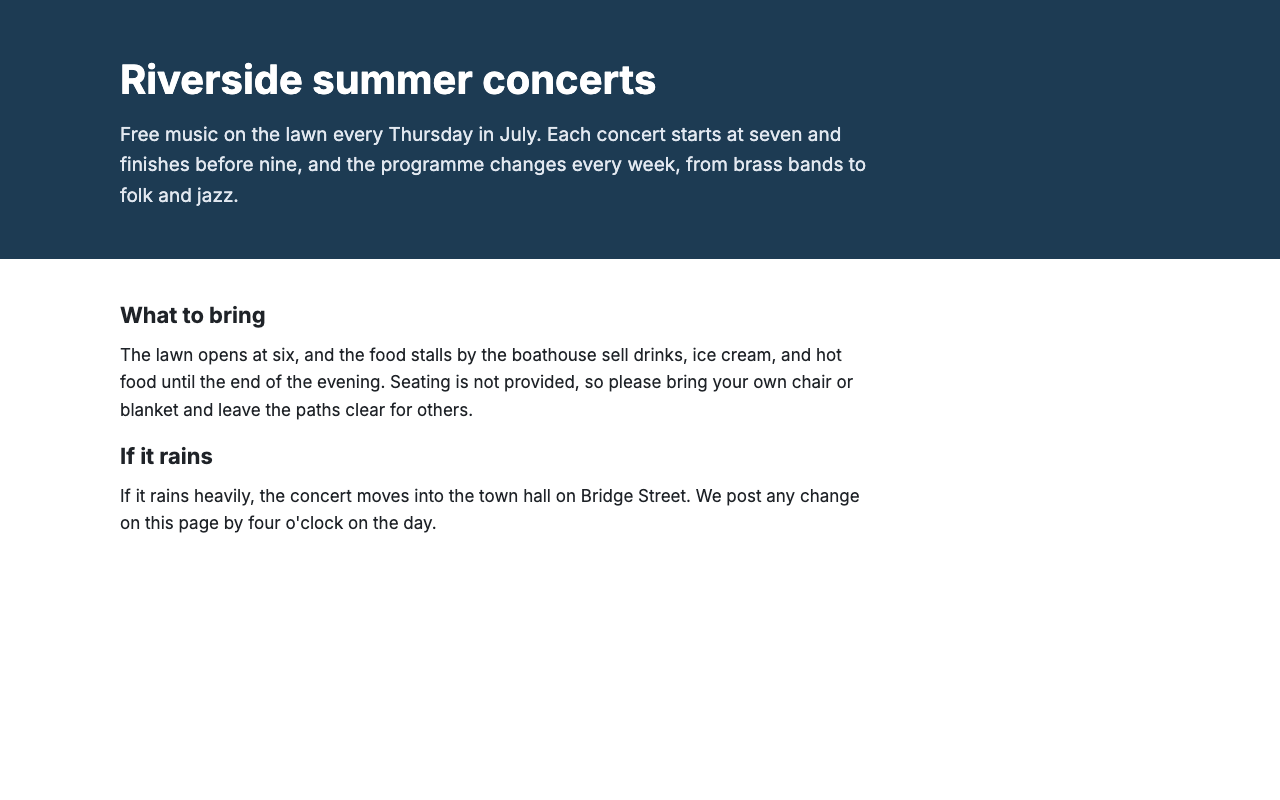 Riverside summer concerts
Free music on the lawn every Thursday in July. Each concert starts at seven and
finishes before nine, and the programme changes every week, from brass bands to
folk and jazz.
What to bring
The lawn opens at six, and the food stalls by the boathouse sell drinks, ice cream, and hot
food until the end of the evening. Seating is not provided, so please bring your own chair or
blanket and leave the paths clear for others.
If it rains
If it rains heavily, the concert moves into the town hall on Bridge Street. We post any change
on this page by four o'clock on the day.